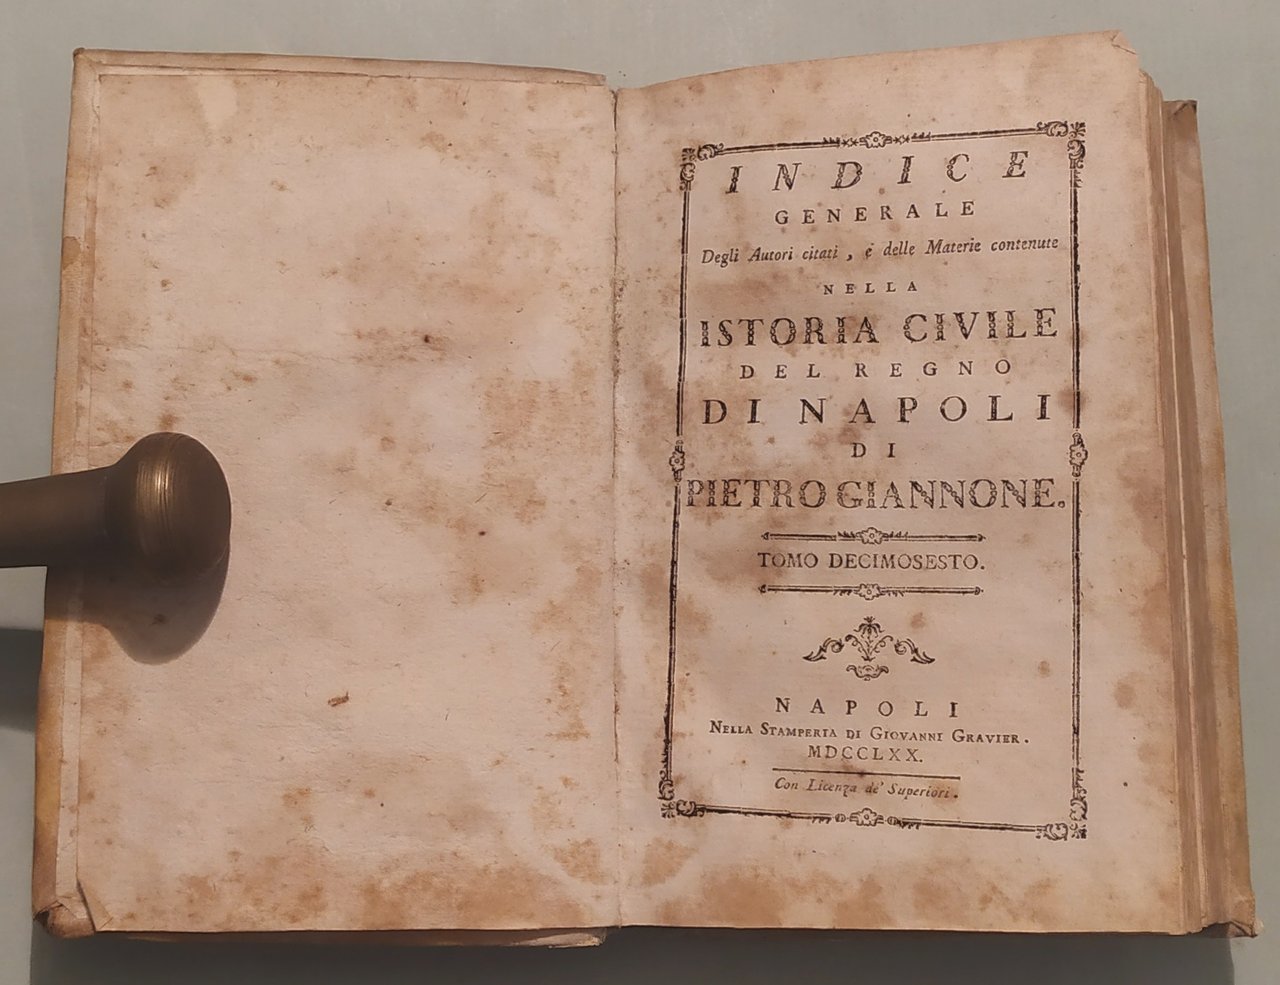 INDICE
GENERALE
Degli Autori citati, e delle Materie contenute
NELLA
ISTORIA CIVILE
DEL REGNO
DI NAPOLI
DI
PIETRO GIANNONE.
TOMO DECIMOSESTO.
NAPOLI
NELLA STAMPERIA DI GIOVANNI GRAVIER.
MDCCLXX.
Con Licenza de' Superiori.